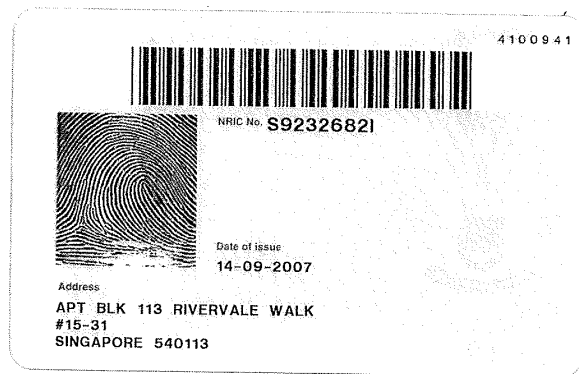 4100941
NRIC No. S9232682I
Date of issue
14-09-2007
Address
APT BLK 113 RIVERVALE WALK
#15-31
SINGAPORE 540113